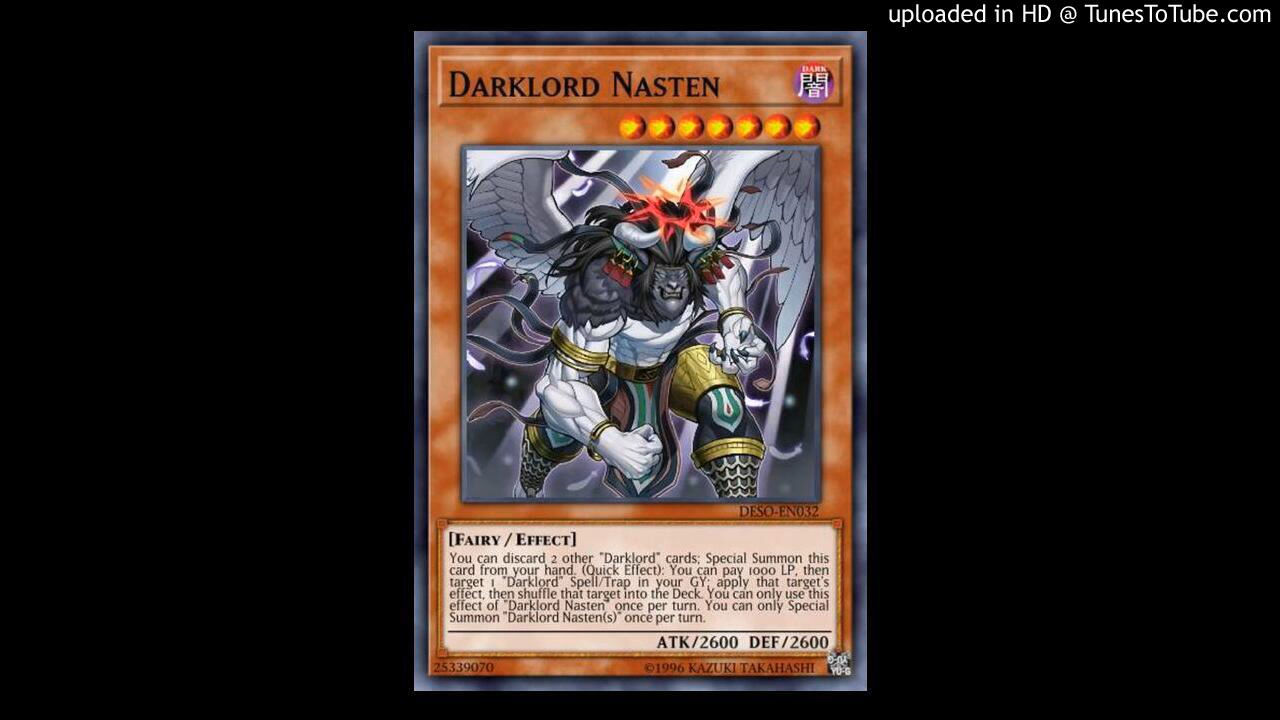 uploaded in HD @ TunesToTube.com
DARKLORD NASTEN
DARK
闇
DESO-EN032
[FAIRY / EFFECT]
You can discard 2 other "Darklord" cards; Special Summon this
card from your hand. (Quick Effect): You can pay 1000 LP, then
target 1 "Darklord" Spell/Trap in your GY; apply that target's
effect, then shuffle that target into the Deck. You can only use this
effect of "Darklord Nasten" once per turn. You can only Special
Summon "Darklord Nasten(s)" once per turn.
ATK/2600 DEF/2600
25339070
©1996 KAZUKI TAKAHASHI